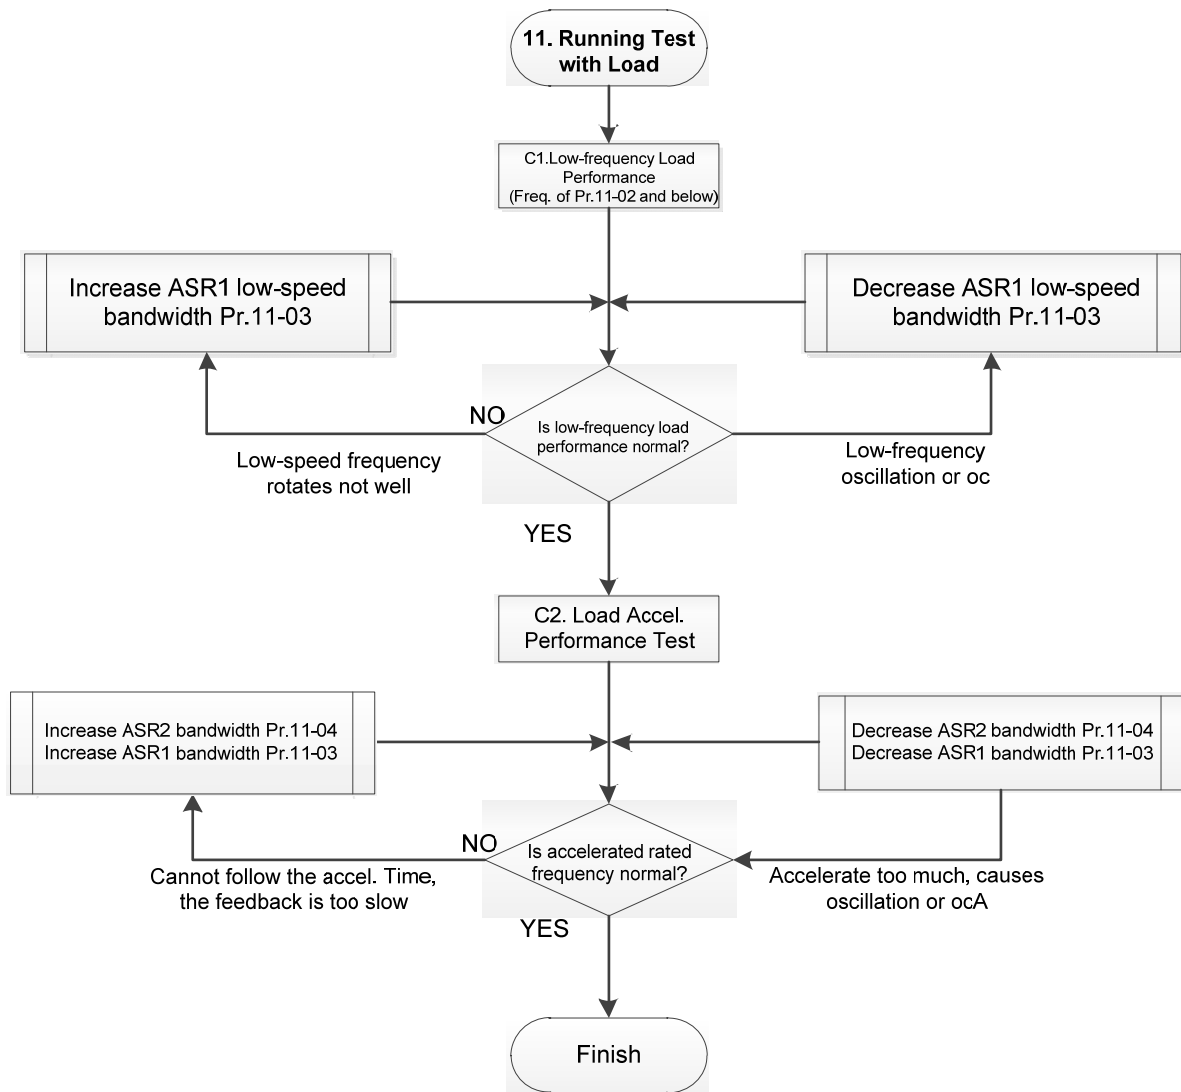 11. Running Test
with Load
C1.Low-frequency Load
Performance
(Freq. of Pr.11-02 and below)
Increase ASR1 low-speed
bandwidth Pr.11-03
Decrease ASR1 low-speed
bandwidth Pr.11-03
NO
Is low-frequency load
performance normal?
Low-speed frequency
rotates not well
Low-frequency
oscillation or oc
YES
C2. Load Accel.
Performance Test
Increase ASR2 bandwidth Pr.11-04
Increase ASR1 bandwidth Pr.11-03
Decrease ASR2 bandwidth Pr.11-04
Decrease ASR1 bandwidth Pr.11-03
NO
Is accelerated rated
frequency normal?
Cannot follow the accel. Time,
the feedback is too slow
Accelerate too much, causes
oscillation or ocA
YES
Finish